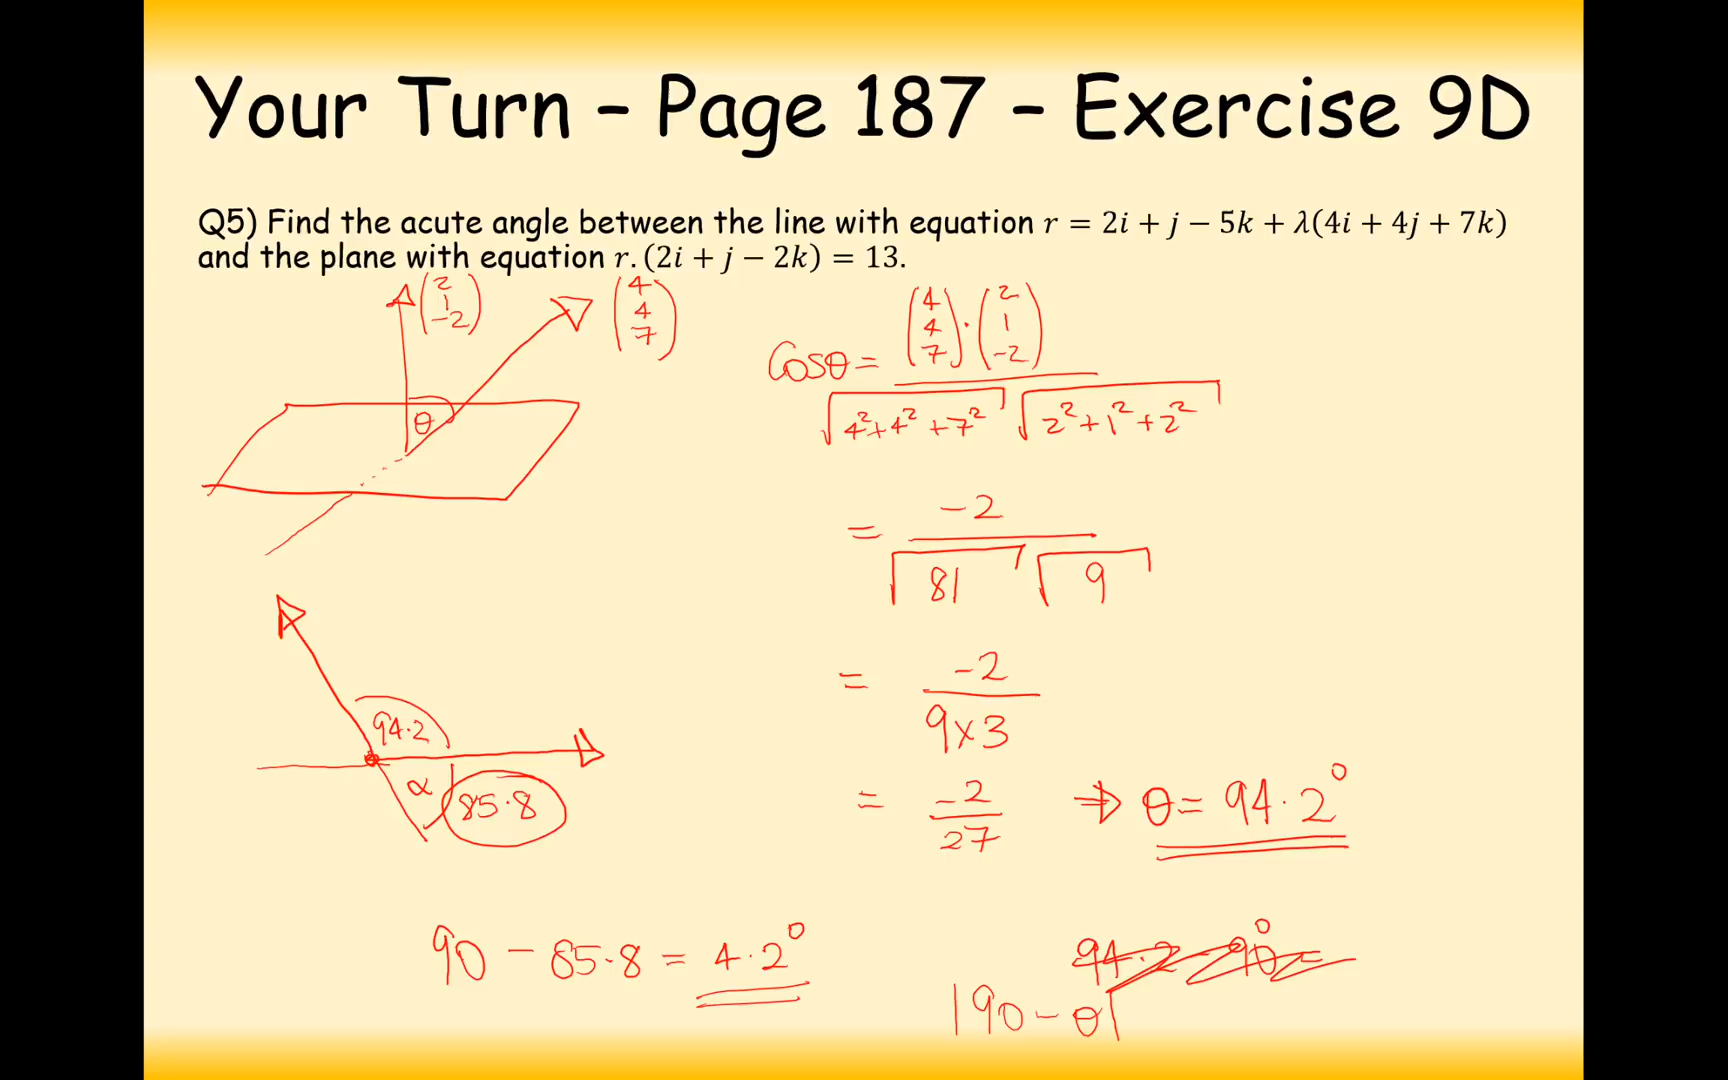 Your Turn – Page 187 – Exercise 9D
Q5) Find the acute angle between the line with equation r = 2i + j − 5k + λ(4i + 4j + 7k)
and the plane with equation r.(2i + j − 2k) = 13.
(2 1 −2)
(4 4 7)
θ
Cosθ = (4 4 7)·(2 1 −2)
√4²+4²+7² √2²+1²+2²
= −2
√81 √9
= −2
9×3
= −2 ⇒ θ = 94.2°
27
94.2
α 85.8
90 − 85.8 = 4.2°
94.2 − 90° =
|90 − θ|